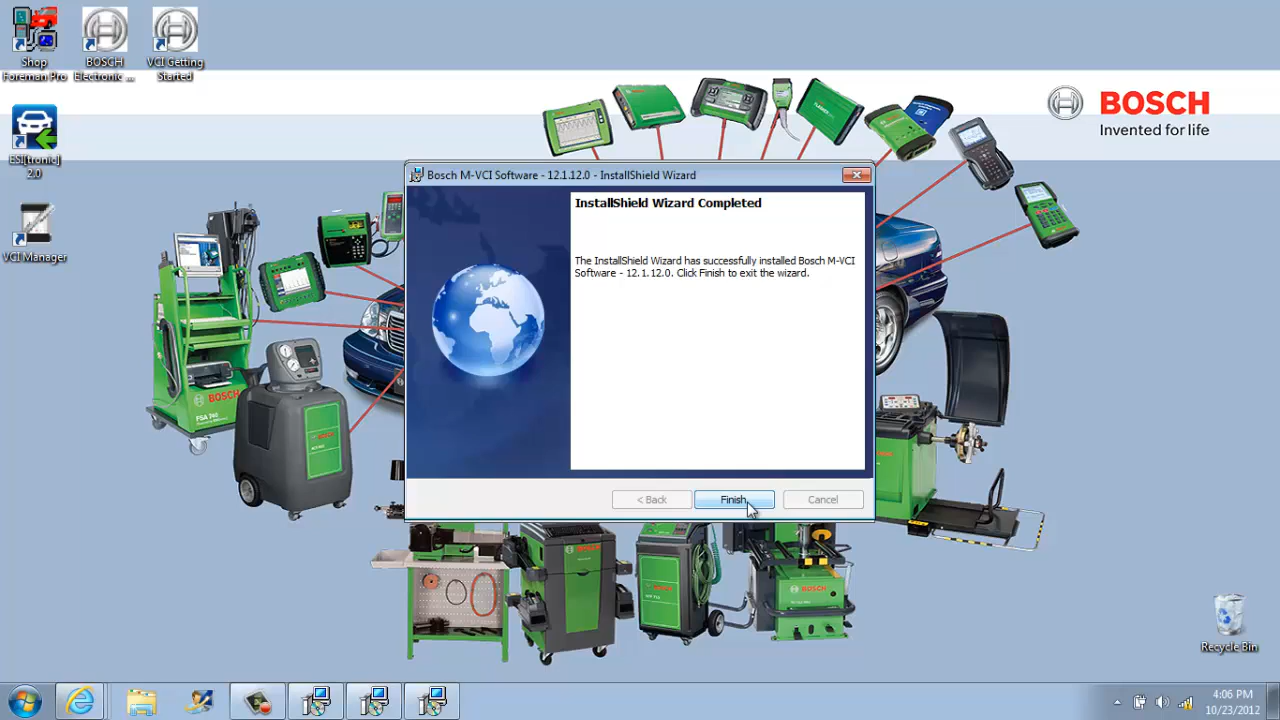 Shop
Foreman Pro
BOSCH
Electronic ...
VCI Getting
Started
ESI[tronic]
2.0
VCI Manager
BOSCH
Invented for life
Bosch M-VCI Software - 12.1.12.0 - InstallShield Wizard
InstallShield Wizard Completed
The InstallShield Wizard has successfully installed Bosch M-VCI
Software - 12.1.12.0. Click Finish to exit the wizard.
< Back
Finish
Cancel
BOSCH
Recycle Bin
4:06 PM
10/23/2012